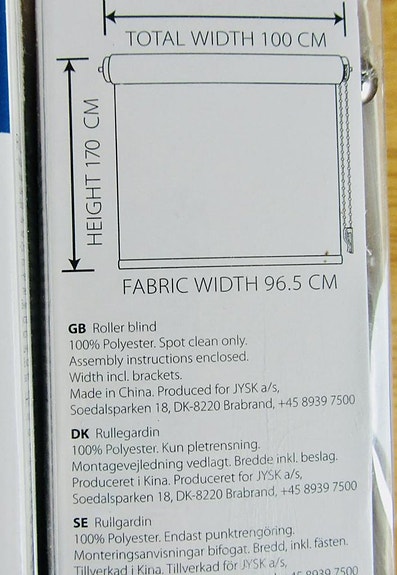 TOTAL WIDTH 100 CM
HEIGHT 170 CM
FABRIC WIDTH 96.5 CM
GB Roller blind
100% Polyester. Spot clean only.
Assembly instructions enclosed.
Width incl. brackets.
Made in China. Produced for JYSK a/s,
Soedalsparken 18, DK-8220 Brabrand, +45 8939 7500
DK Rullegardin
100% Polyester. Kun pletrensning.
Montagevejledning vedlagt. Bredde inkl. beslag.
Produceret i Kina. Produceret for JYSK a/s,
Soedalsparken 18, DK-8220 Brabrand, +45 8939 7500
SE Rullgardin
100% Polyester. Endast punktrengöring.
Monteringsanvisningar bifogat. Bredd, inkl. fästen.
Tillverkad i Kina. Tillverkad för JYSK a/s,
+45 8939 7500